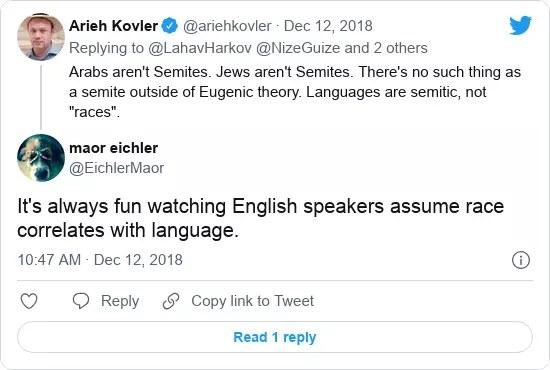 Arieh Kovler @ariehkovler · Dec 12, 2018
Replying to @LahavHarkov @NizeGuize and 2 others
Arabs aren't Semites. Jews aren't Semites. There's no such thing as
a semite outside of Eugenic theory. Languages are semitic, not
"races".
maor eichler
@EichlerMaor
It's always fun watching English speakers assume race
correlates with language.
10:47 AM · Dec 12, 2018
Reply Copy link to Tweet
Read 1 reply